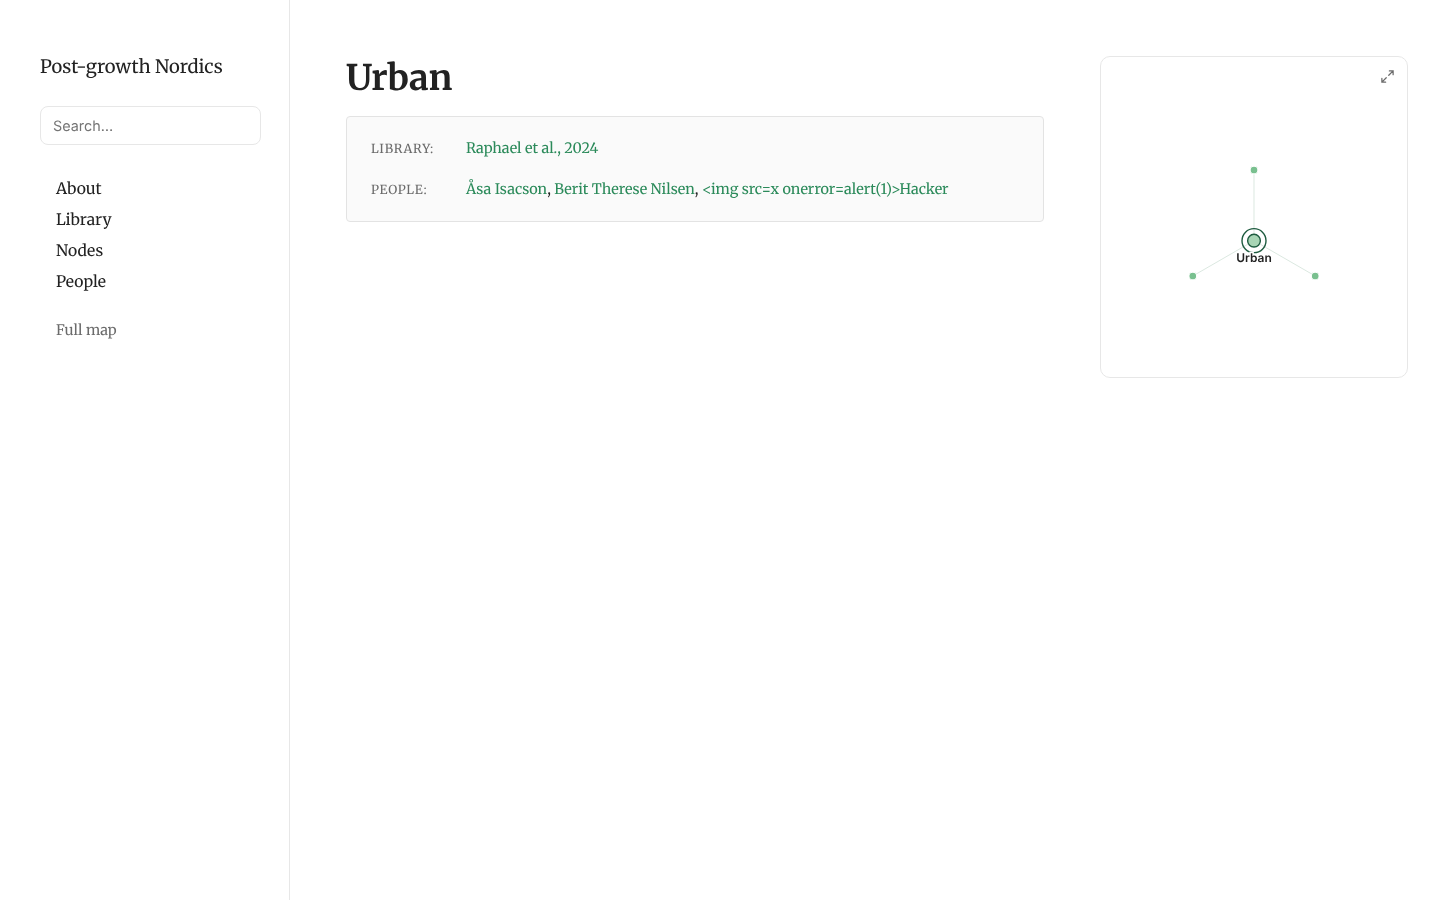 Post-growth Nordics
Search...
About
Library
Nodes
People
Full map
Urban
LIBRARY: Raphael et al., 2024
PEOPLE: Åsa Isacson, Berit Therese Nilsen, <img src=x onerror=alert(1)>Hacker
Urban